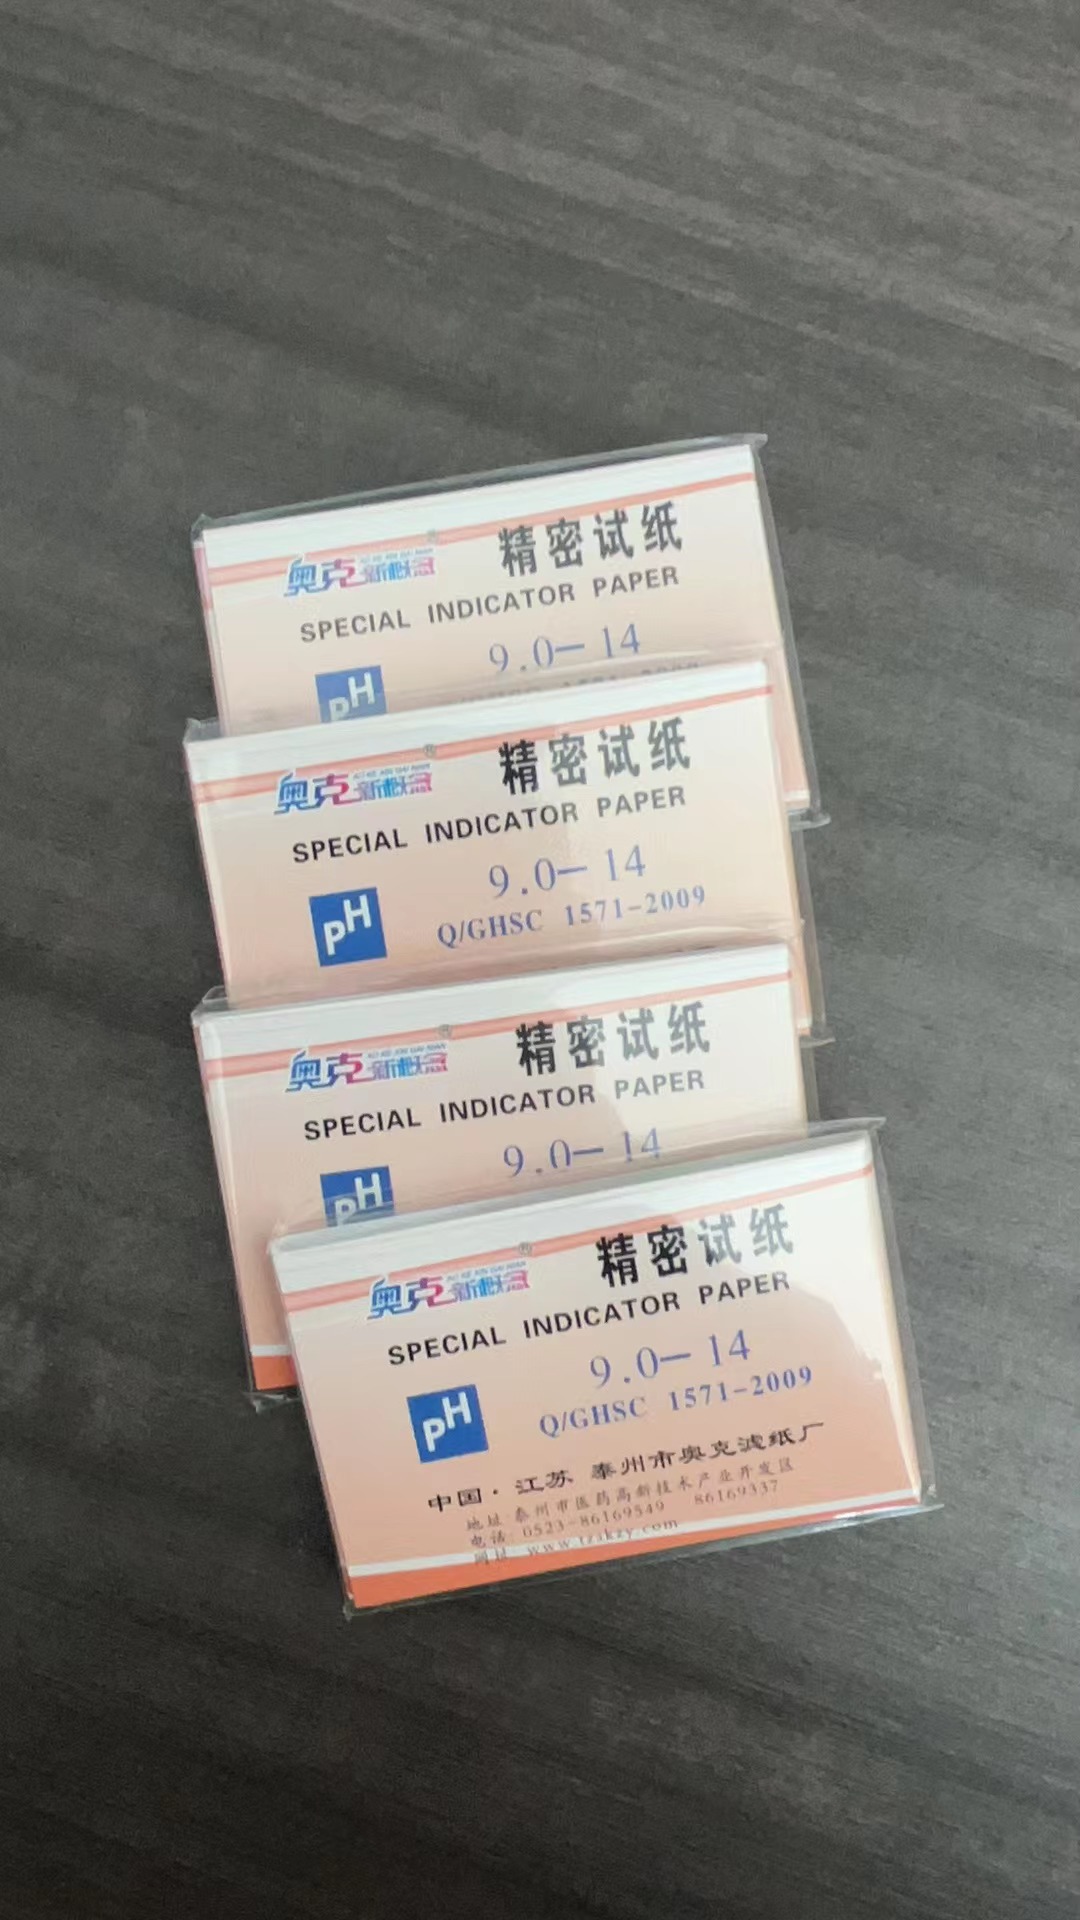 奥克新概念®
精密试纸
SPECIAL INDICATOR PAPER
9.0—14
pH
奥克新概念®
精密试纸
SPECIAL INDICATOR PAPER
9.0—14
pH
Q/GHSC 1571-2009
奥克新概念®
精密试纸
SPECIAL INDICATOR PAPER
9.0—14
pH
奥克新概念®
精密试纸
SPECIAL INDICATOR PAPER
9.0—14
pH
Q/GHSC 1571-2009
中国·江苏 泰州市奥克滤纸厂
地址:泰州市医药高新技术产业开发区
电话:0523-86169549 86169337
网址: